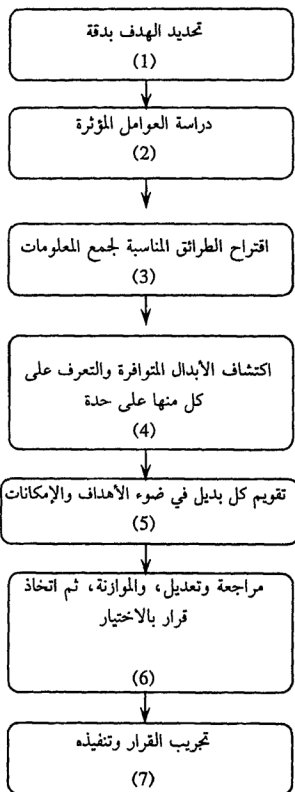 تحديد الهدف بدقة
(1)
دراسة العوامل المؤثرة
(2)
اقتراح الطرائق المناسبة لجمع المعلومات
(3)
اكتشاف الأبدال المتوافرة والتعرف على
كل منها على حدة
(4)
تقويم كل بديل في ضوء الأهداف والإمكانات
(5)
مراجعة وتعديل، والموازنة، ثم اتخاذ
قرار بالاختيار
(6)
تجريب القرار وتنفيذه
(7)